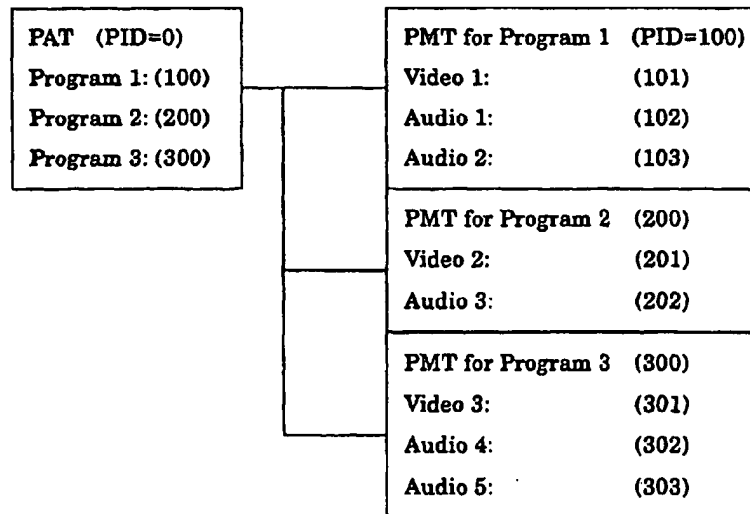 PAT (PID=0)
Program 1: (100)
Program 2: (200)
Program 3: (300)
PMT for Program 1 (PID=100)
Video 1: (101)
Audio 1: (102)
Audio 2: (103)
PMT for Program 2 (200)
Video 2: (201)
Audio 3: (202)
PMT for Program 3 (300)
Video 3: (301)
Audio 4: (302)
Audio 5: (303)